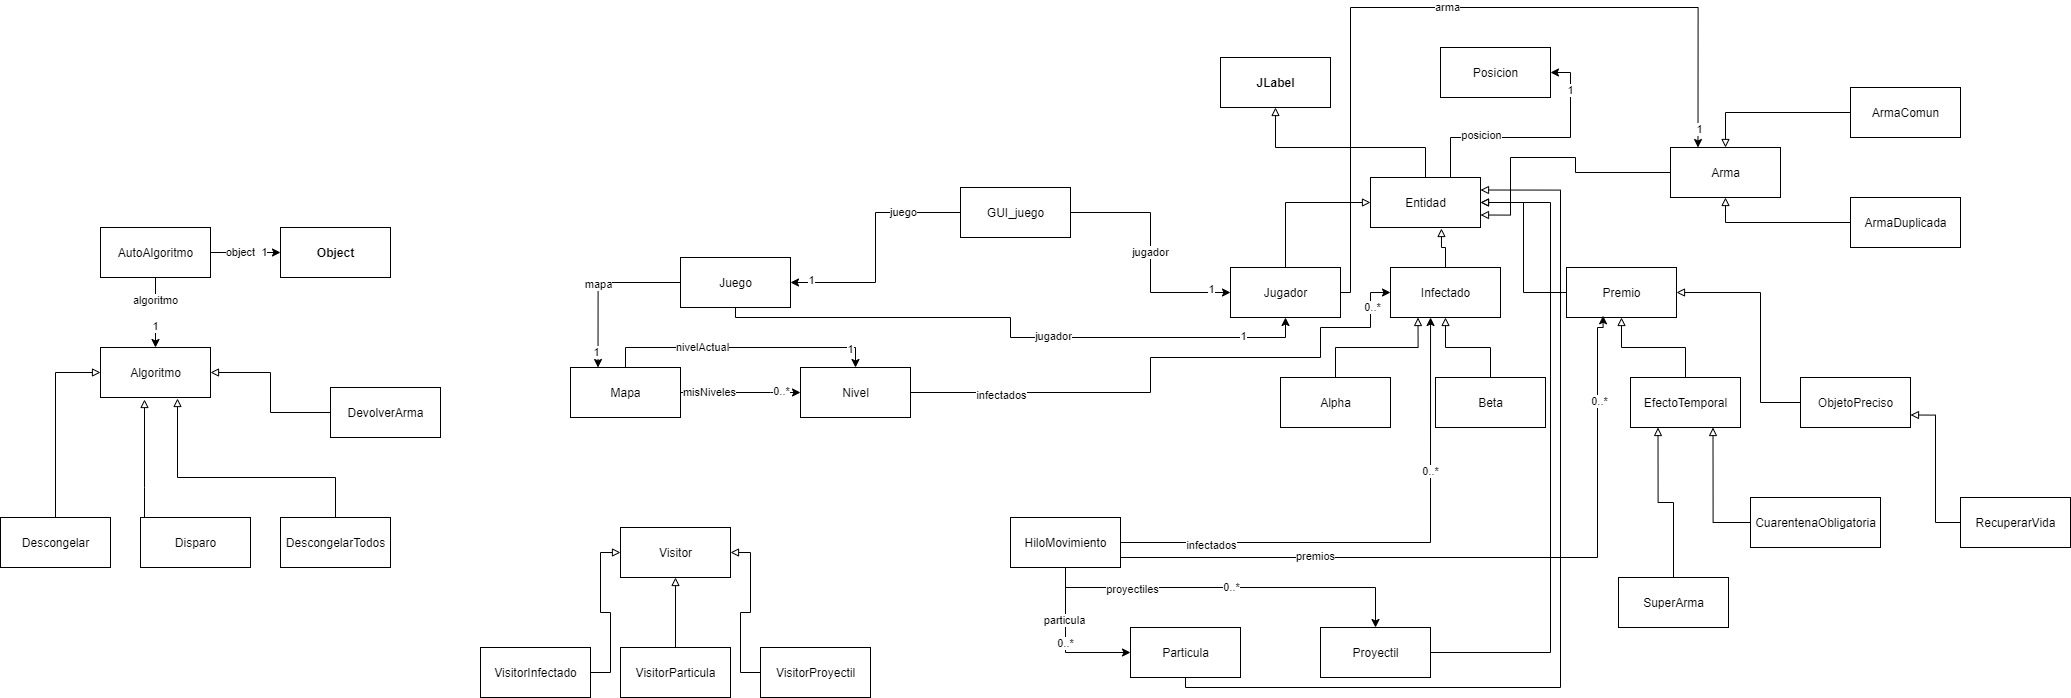 arma
JLabel
Posicion
1
ArmaComun
posicion
1
Arma
GUI_juego
Entidad
juego
ArmaDuplicada
AutoAlgoritmo
object
1
Object
jugador
Juego
1
mapa
1
Jugador
Infectado
Premio
algoritmo
0..*
1
jugador
1
nivelActual
1
1
Algoritmo
Mapa
misNiveles
0..*
Nivel
infectados
DevolverArma
Alpha
Beta
0..*
EfectoTemporal
ObjetoPreciso
0..*
Descongelar
Disparo
DescongelarTodos
Visitor
HiloMovimiento
infectados
premios
CuarentenaObligatoria
RecuperarVida
proyectiles
0..*
SuperArma
particula
0..*
VisitorInfectado
VisitorParticula
VisitorProyectil
Particula
Proyectil